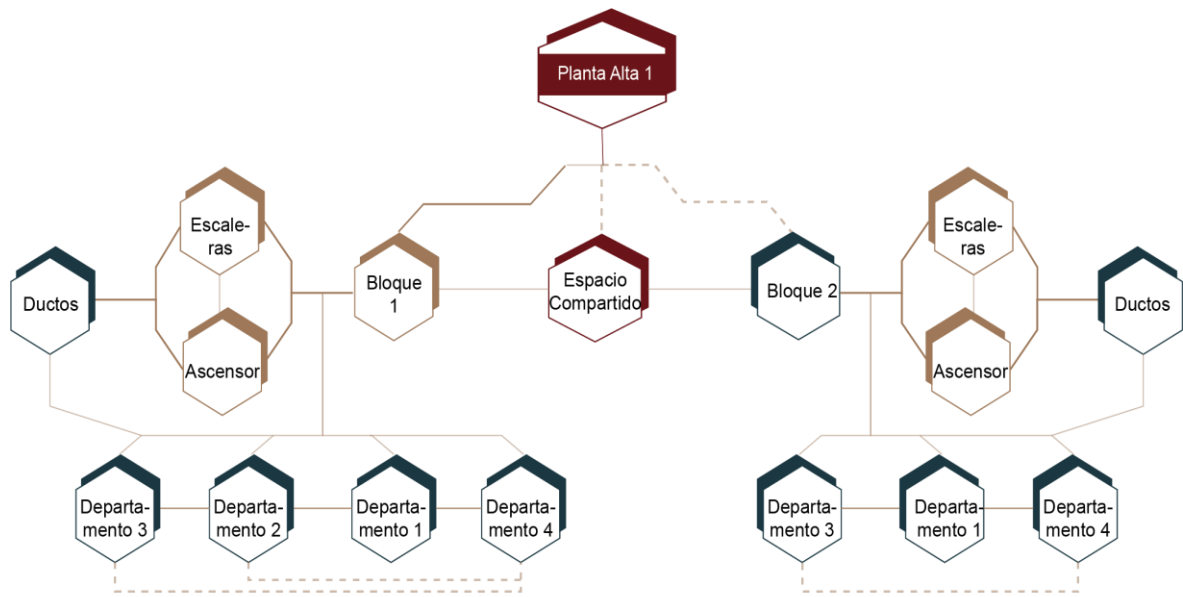 Planta Alta 1
Escale-
ras
Escale-
ras
Ductos
Bloque
1
Espacio
Compartido
Bloque 2
Ductos
Ascensor
Ascensor
Departa-
mento 3
Departa-
mento 2
Departa-
mento 1
Departa-
mento 4
Departa-
mento 3
Departa-
mento 1
Departa-
mento 4